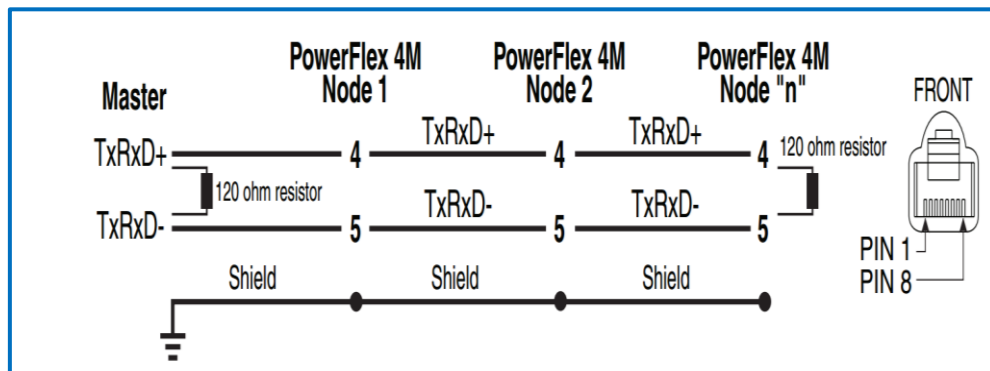 PowerFlex 4M
Node 1
PowerFlex 4M
Node 2
PowerFlex 4M
Node "n"
FRONT
Master
TxRxD+
4
TxRxD+
4
TxRxD+
4
120 ohm resistor
120 ohm resistor
TxRxD-
5
TxRxD-
5
TxRxD-
5
PIN 1
PIN 8
Shield
Shield
Shield